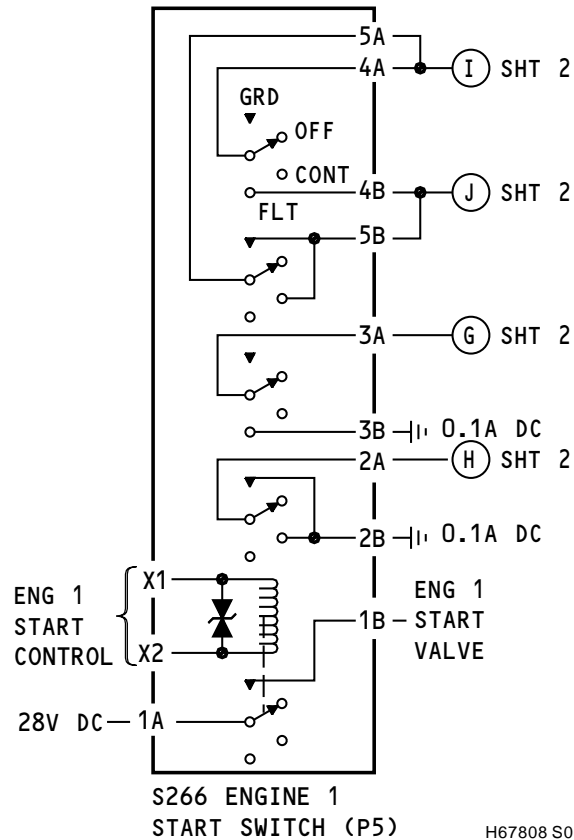 5A
4A
I SHT 2
GRD
OFF
CONT
4B
J SHT 2
FLT
5B
3A
G SHT 2
3B
0.1A DC
2A
H SHT 2
2B
0.1A DC
X1
ENG 1
START
CONTROL
X2
1B
ENG 1
START
VALVE
28V DC
1A
S266 ENGINE 1
START SWITCH (P5)
H67808 S0